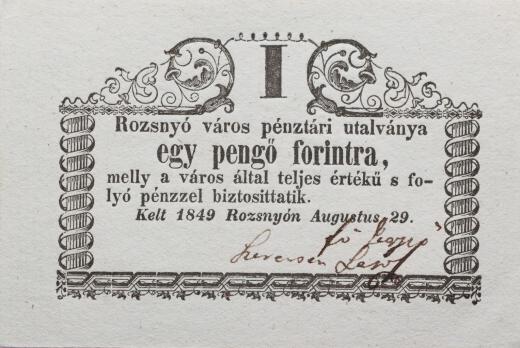 I
Rozsnyó város pénztári utalványa
egy pengő forintra,
melly a város által teljes értékű s fo-
lyó pénzzel biztosittatik.
Kelt 1849 Rozsnyón Augustus 29.